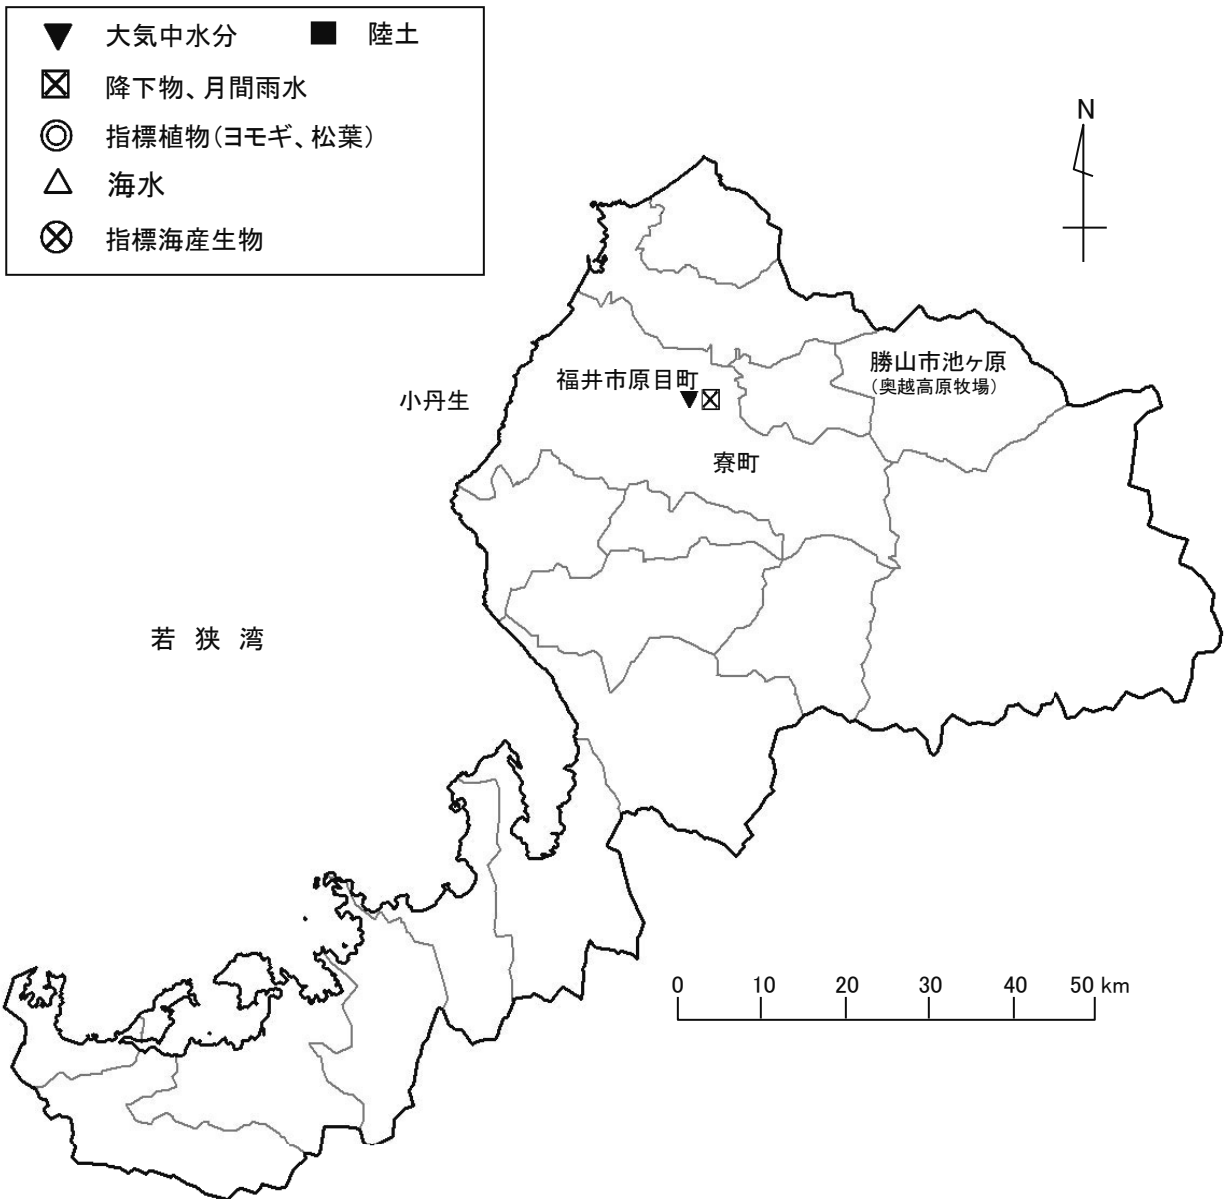 大気中水分 陸土
降下物、月間雨水
指標植物(ヨモギ、松葉)
海水
指標海産生物
N
勝山市池ヶ原
(奥越高原牧場)
福井市原目町
小丹生
寮町
若狭湾
0 10 20 30 40 50 km